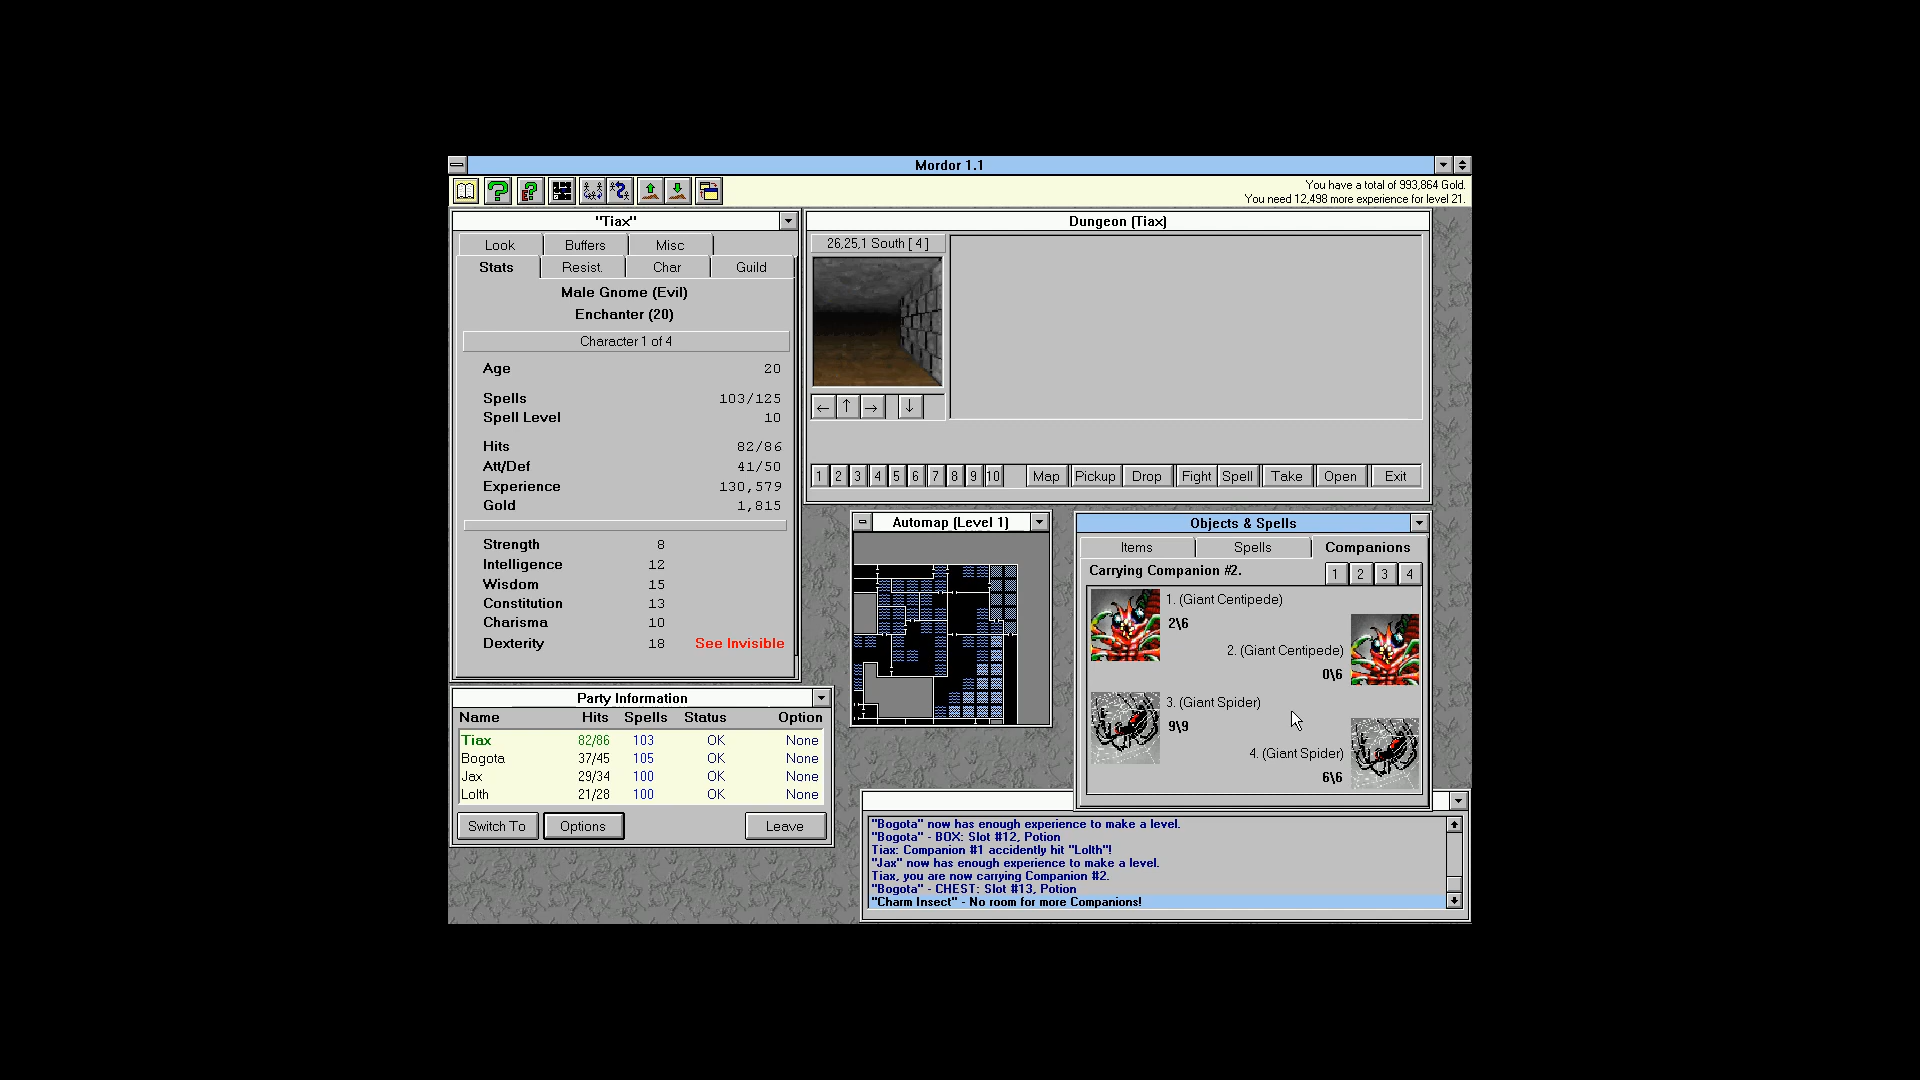 Mordor 1.1
You have a total of 993,864 Gold.
You need 12,498 more experience for level 21.
"Tiax"
Look Buffers Misc
Stats Resist. Char Guild
Male Gnome (Evil)
Enchanter (20)
Character 1 of 4
Age 20
Spells 103/125
Spell Level 10
Hits 82/86
Att/Def 41/50
Experience 130,579
Gold 1,815
Strength 8
Intelligence 12
Wisdom 15
Constitution 13
Charisma 10
Dexterity 18 See Invisible
Party Information
Name Hits Spells Status Option
Tiax 82/86 103 OK None
Bogota 37/45 105 OK None
Jax 29/34 100 OK None
Lolth 21/28 100 OK None
Switch To Options Leave
Dungeon (Tiax)
26,25,1 South [ 4 ]
1 2 3 4 5 6 7 8 9 10 Map Pickup Drop Fight Spell Take Open Exit
Automap (Level 1)
Objects & Spells
Items Spells Companions
Carrying Companion #2. 1 2 3 4
1. (Giant Centipede)
2\6
2. (Giant Centipede)
0\6
3. (Giant Spider)
9\9
4. (Giant Spider)
6\6
"Bogota" now has enough experience to make a level.
"Bogota" - BOX: Slot #12, Potion
Tiax: Companion #1 accidently hit "Lolth"!
"Jax" now has enough experience to make a level.
Tiax, you are now carrying Companion #2.
"Bogota" - CHEST: Slot #13, Potion
"Charm Insect" - No room for more Companions!